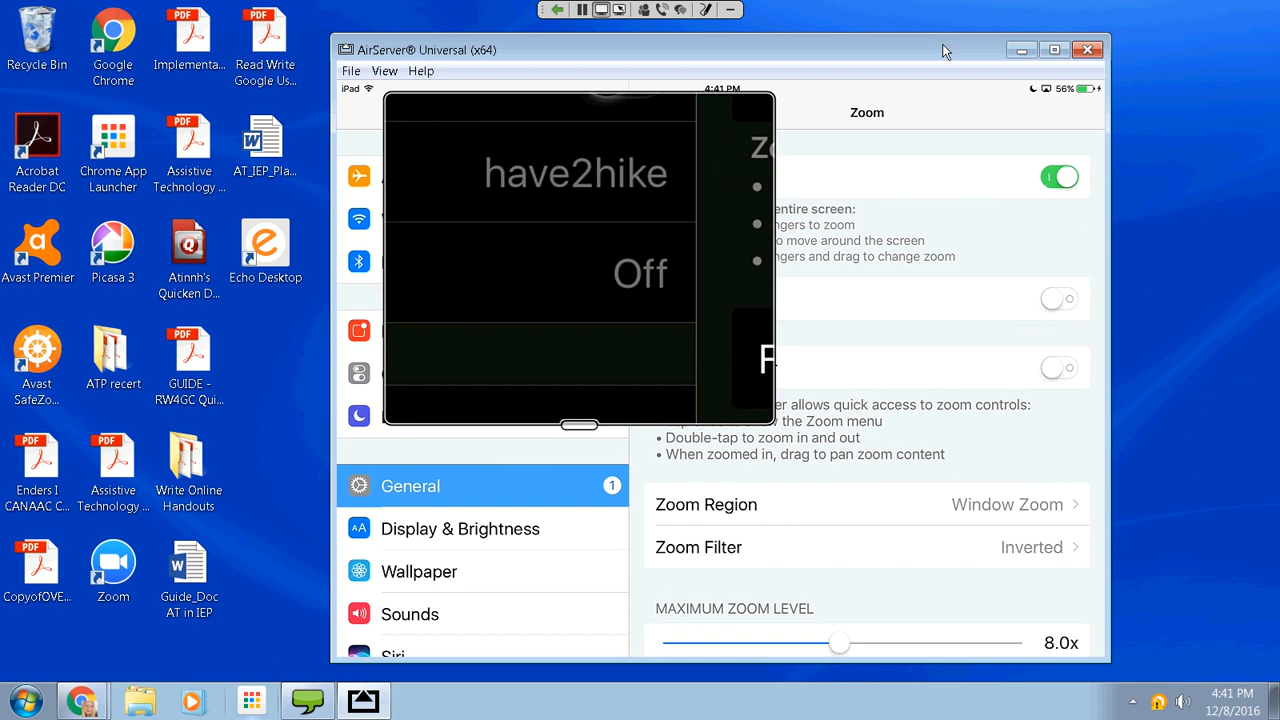 Recycle Bin
Google
Chrome
Implementa...
Read Write
Google Us...
Acrobat
Reader DC
Chrome App
Launcher
Assistive
Technology ...
AT_IEP_Pla...
Avast Premier
Picasa 3
Atinnh's
Quicken D...
Echo Desktop
Avast
SafeZo...
ATP recert
GUIDE -
RW4GC Qui...
Enders I
CANAAC C...
Assistive
Technology ...
Write Online
Handouts
CopyofOVE...
Zoom
Guide_Doc
AT in IEP
AirServer® Universal (x64)
File View Help
iPad
4:41 PM
56%
Zoom
have2hike
Off
entire screen:
ngers to zoom
to move around the screen
ngers and drag to change zoom
er allows quick access to zoom controls:
the Zoom menu
• Double-tap to zoom in and out
• When zoomed in, drag to pan zoom content
General 1
Display & Brightness
Wallpaper
Sounds
Siri
Zoom Region Window Zoom
Zoom Filter Inverted
MAXIMUM ZOOM LEVEL
8.0x
4:41 PM
12/8/2016